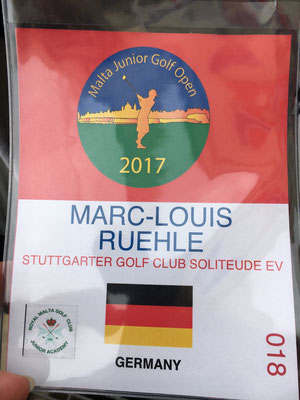 Malta Junior Golf Open
2017
MARC-LOUIS
RUEHLE
STUTTGARTER GOLF CLUB SOLITEUDE EV
ROYAL MALTA GOLF CLUB
JUNIOR ACADEMY
GERMANY
018